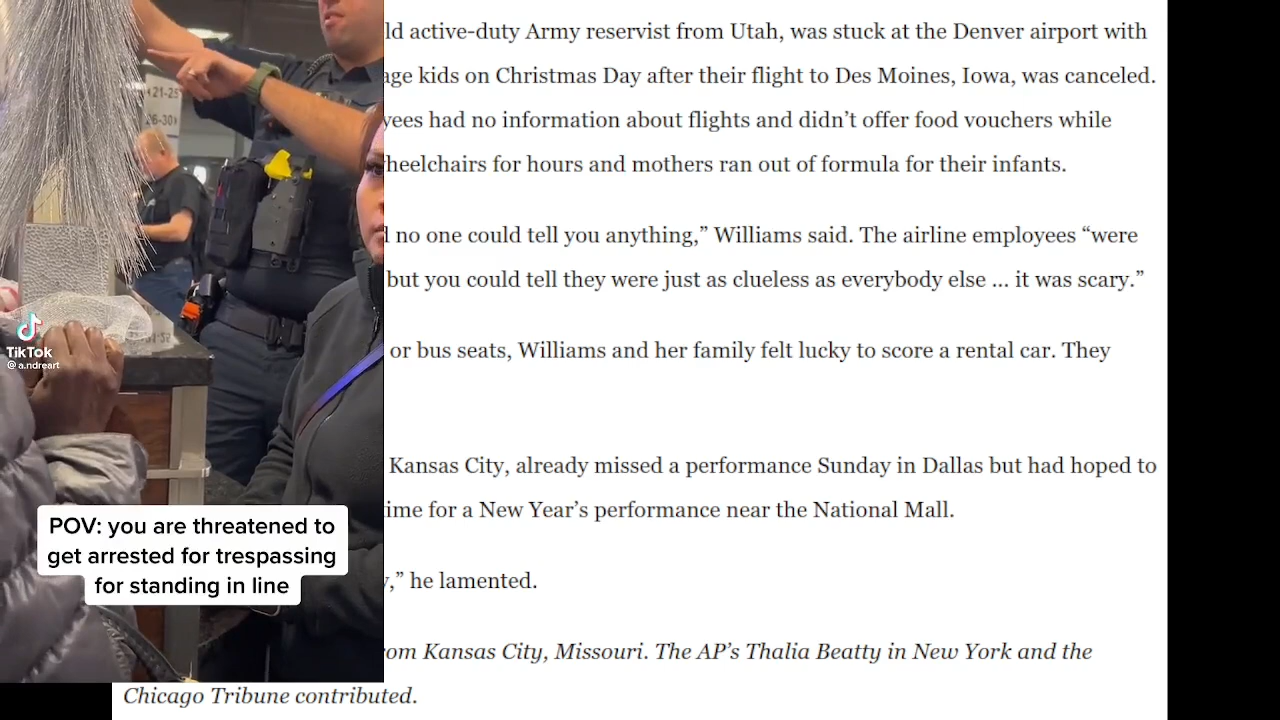 21-25
26-30
TikTok
@a.ndreart
POV: you are threatened to
get arrested for trespassing
for standing in line
ld active-duty Army reservist from Utah, was stuck at the Denver airport with
age kids on Christmas Day after their flight to Des Moines, Iowa, was canceled.
yees had no information about flights and didn’t offer food vouchers while
heelchairs for hours and mothers ran out of formula for their infants.
no one could tell you anything,” Williams said. The airline employees “were
but you could tell they were just as clueless as everybody else ... it was scary.”
or bus seats, Williams and her family felt lucky to score a rental car. They
Kansas City, already missed a performance Sunday in Dallas but had hoped to
ime for a New Year’s performance near the National Mall.
y,” he lamented.
om Kansas City, Missouri. The AP’s Thalia Beatty in New York and the
Chicago Tribune contributed.